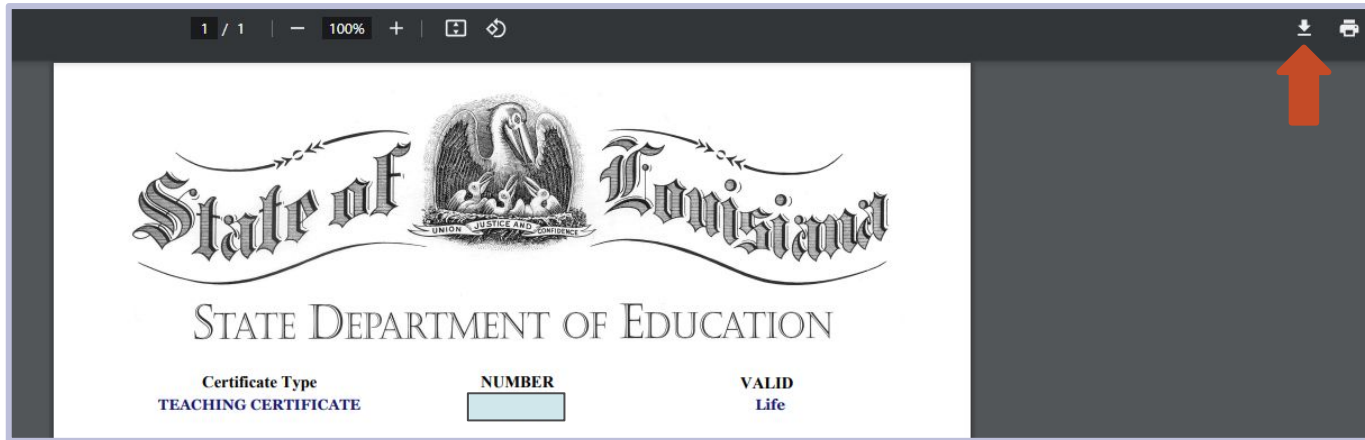 1 / 1 | — 100% + |
State of Louisiana
UNION JUSTICE AND CONFIDENCE
STATE DEPARTMENT OF EDUCATION
Certificate Type NUMBER VALID
TEACHING CERTIFICATE Life